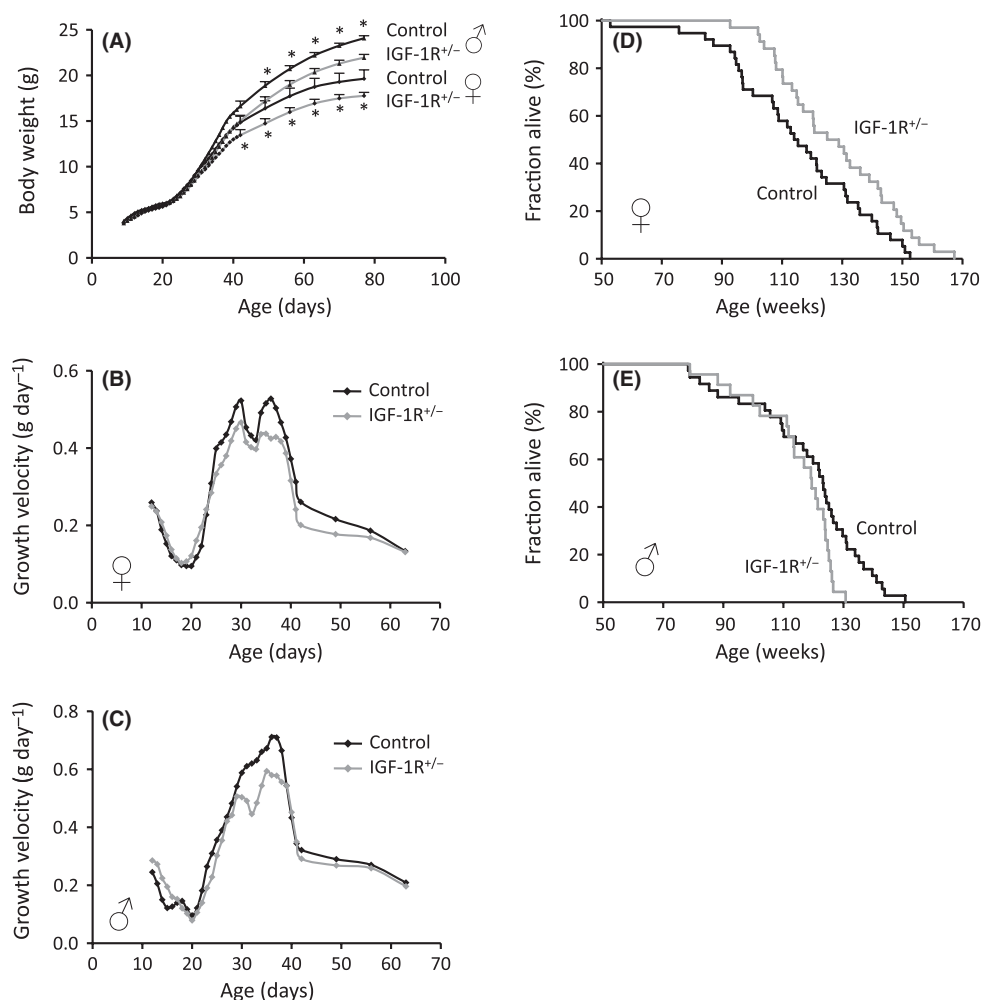 (A)
Body weight (g)
25
20
15
10
5
0
* * * * *
* * * * * *
Control
IGF-1R+/– ♂
Control
IGF-1R+/– ♀
0 20 40 60 80 100
Age (days)
(B)
Growth velocity (g day–1)
0.6
0.4
0.2
0.0
Control
IGF-1R+/–
♀
0 10 20 30 40 50 60 70
Age (days)
(C)
Growth velocity (g day–1)
0.8
0.6
0.4
0.2
0.0
Control
IGF-1R+/–
♂
0 10 20 30 40 50 60 70
Age (days)
(D)
Fraction alive (%)
100
80
60
40
20
0
IGF-1R+/–
Control
♀
50 70 90 110 130 150 170
Age (weeks)
(E)
Fraction alive (%)
100
80
60
40
20
0
Control
IGF-1R+/–
♂
50 70 90 110 130 150 170
Age (weeks)